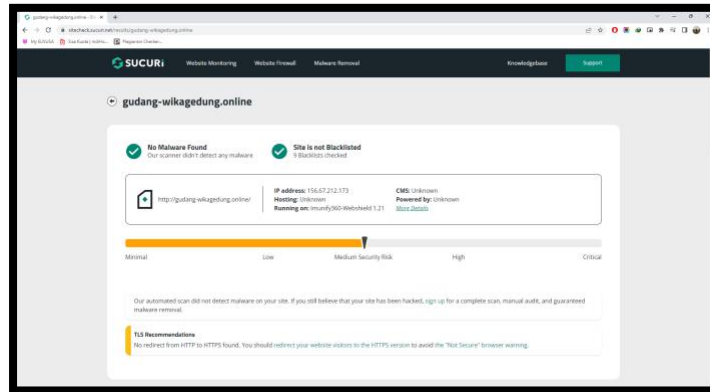 sitecheck.sucuri.net/results/gudang-wikagedung.online
SUCURi
Website Monitoring
Website Firewall
Malware Removal
Knowledgebase
Support
gudang-wikagedung.online
No Malware Found
Our scanner didn't detect any malware
Site is not Blacklisted
9 Blacklists checked
http://gudang-wikagedung.online/
IP address: 156.67.212.173
Hosting: Unknown
Running on: Imunify360-Webshield 1.21
CMS: Unknown
Powered by: Unknown
More Details
Minimal
Low
Medium Security Risk
High
Critical
Our automated scan did not detect malware on your site. If you still believe that your site has been hacked, sign up for a complete scan, manual audit, and guaranteed
malware removal.
TLS Recommendations
No redirect from HTTP to HTTPS found. You should redirect your website visitors to the HTTPS version to avoid the "Not Secure" browser warning.